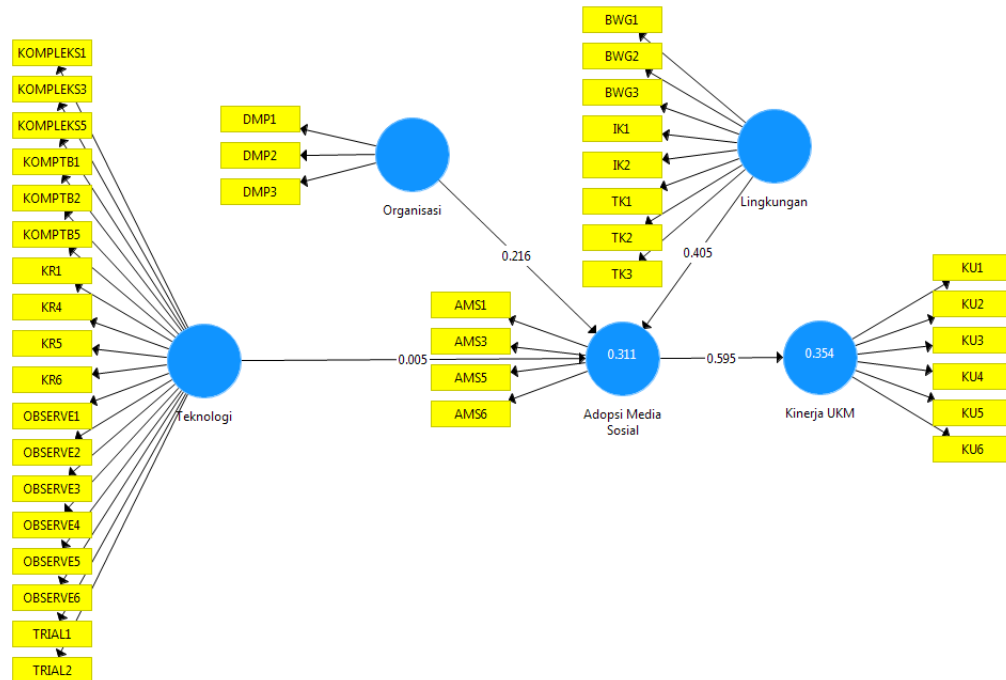 KOMPLEKS1
KOMPLEKS3
KOMPLEKS5
KOMPTB1
KOMPTB2
KOMPTB5
KR1
KR4
KR5
KR6
OBSERVE1
OBSERVE2
OBSERVE3
OBSERVE4
OBSERVE5
OBSERVE6
TRIAL1
TRIAL2
Teknologi
DMP1
DMP2
DMP3
Organisasi
0.216
0.005
BWG1
BWG2
BWG3
IK1
IK2
TK1
TK2
TK3
Lingkungan
0.405
AMS1
AMS3
AMS5
AMS6
0.311
Adopsi Media
Sosial
0.595
0.354
Kinerja UKM
KU1
KU2
KU3
KU4
KU5
KU6